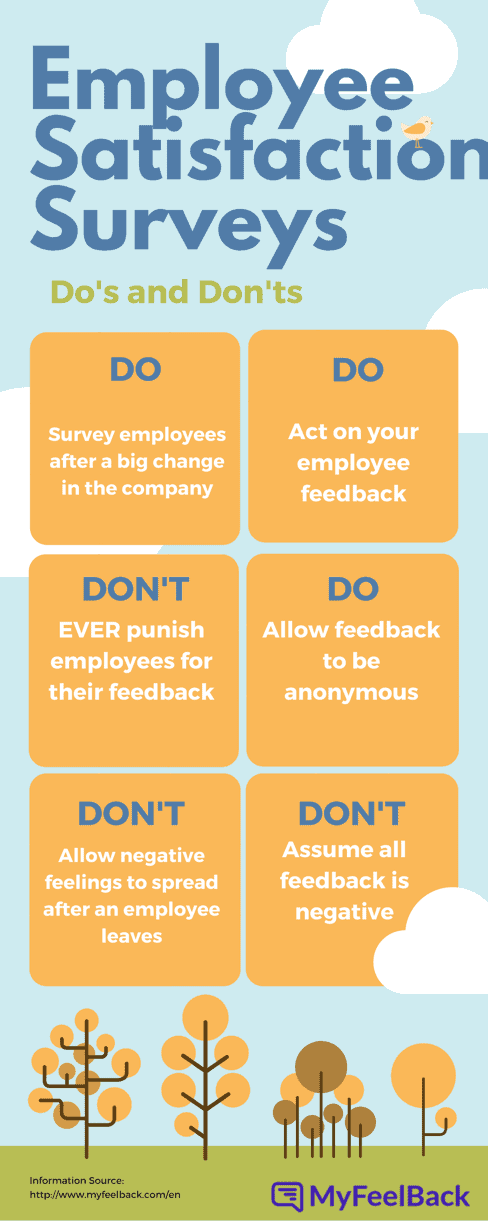 Employee
Satisfaction
Surveys
Do's and Don'ts
DO
Survey employees
after a big change
in the company
DO
Act on your
employee
feedback
DON'T
EVER punish
employees for
their feedback
DO
Allow feedback
to be
anonymous
DON'T
Allow negative
feelings to spread
after an employee
leaves
DON'T
Assume all
feedback is
negative
Information Source:
http://www.myfeelback.com/en
MyFeelBack